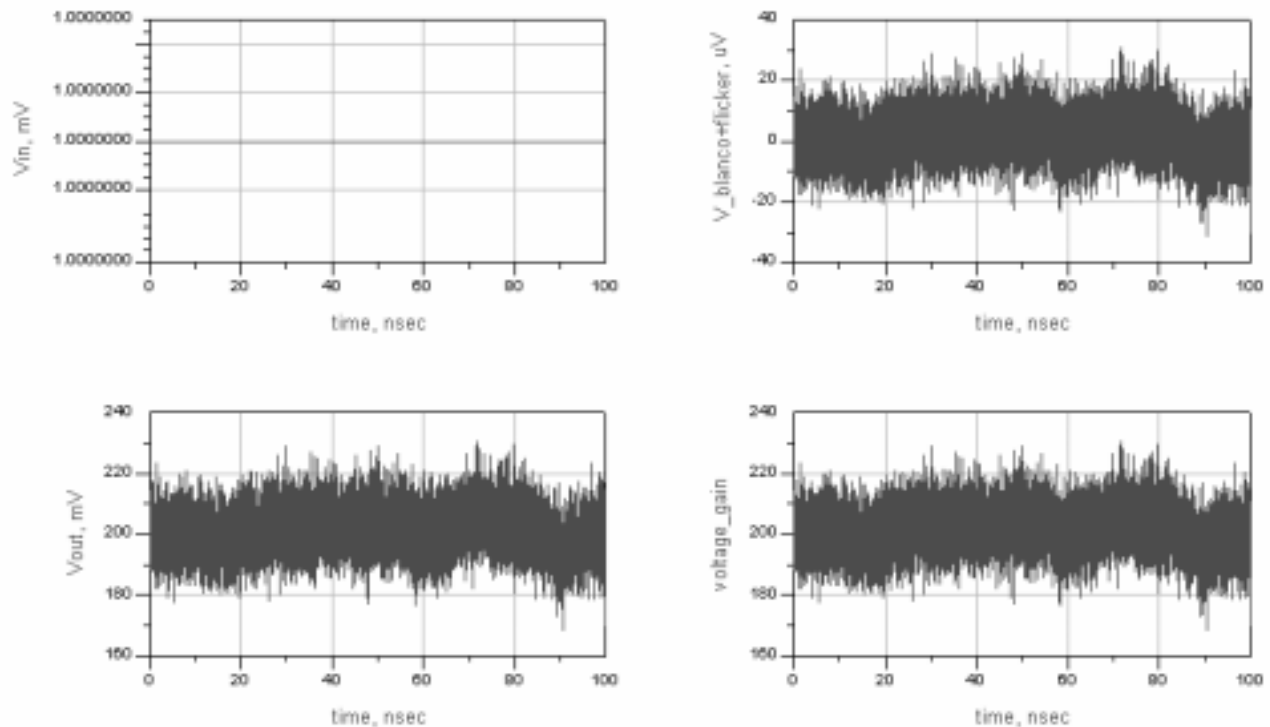 1.0000000
1.0000000
1.0000000
1.0000000
1.0000000
Vin, mV
0 20 40 60 80 100
time, nsec
40
20
0
-20
-40
V_blanco+flicker, uV
0 20 40 60 80 100
time, nsec
240
220
200
180
160
Vout, mV
0 20 40 60 80 100
time, nsec
240
220
200
180
160
voltage_gain
0 20 40 60 80 100
time, nsec